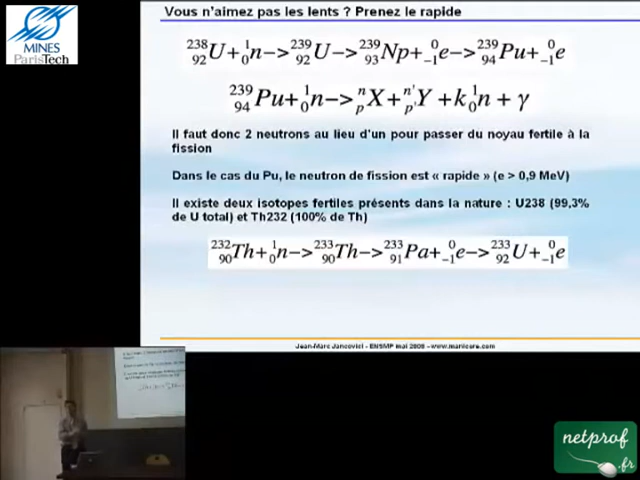 MINES
ParisTech
Vous n'aimez pas les lents ? Prenez le rapide
²³⁸₉₂U+¹₀n–>²³⁹₉₂U–>²³⁹₉₃Np+⁰₋₁e–>²³⁹₉₄Pu+⁰₋₁e
²³⁹₉₄Pu+¹₀n–>ⁿₚX+ⁿ'ₚ'Y+k¹₀n+γ
Il faut donc 2 neutrons au lieu d'un pour passer du noyau fertile à la
fission
Dans le cas du Pu, le neutron de fission est « rapide » (e > 0,9 MeV)
Il existe deux isotopes fertiles présents dans la nature : U238 (99,3%
de U total) et Th232 (100% de Th)
²³²₉₀Th+¹₀n–>²³³₉₀Th–>²³³₉₁Pa+⁰₋₁e–>²³³₉₂U+⁰₋₁e
Jean-Marc Jancovici - ENSMP mai 2009 - www.manicore.com
netprof
.fr